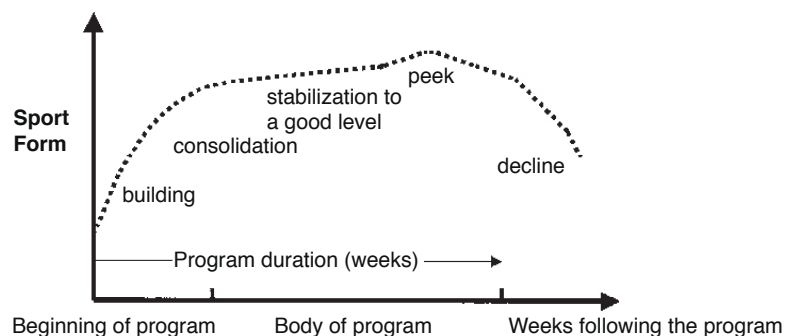 Sport
Form
peek
stabilization to
a good level
consolidation
decline
building
Program duration (weeks)
Beginning of program
Body of program
Weeks following the program